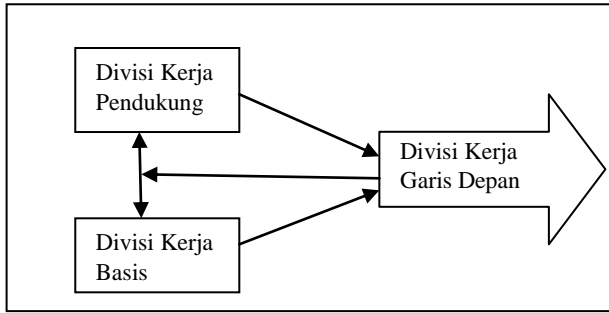 Divisi Kerja
Pendukung
Divisi Kerja
Garis Depan
Divisi Kerja
Basis